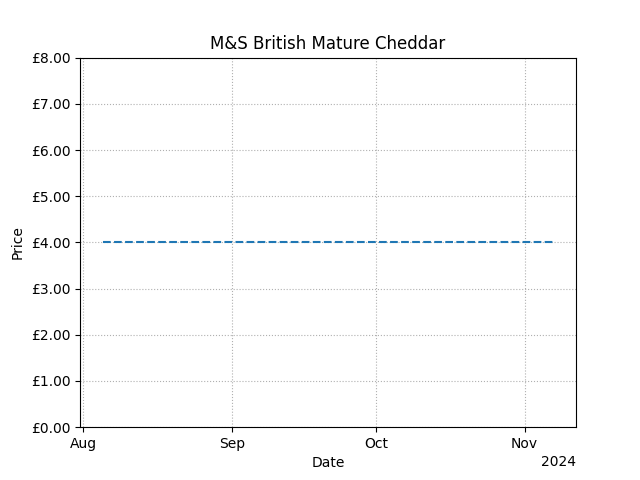 M&S British Mature Cheddar
£8.00
£7.00
£6.00
£5.00
£4.00
£3.00
£2.00
£1.00
£0.00
Price
Aug Sep Oct Nov
Date
2024